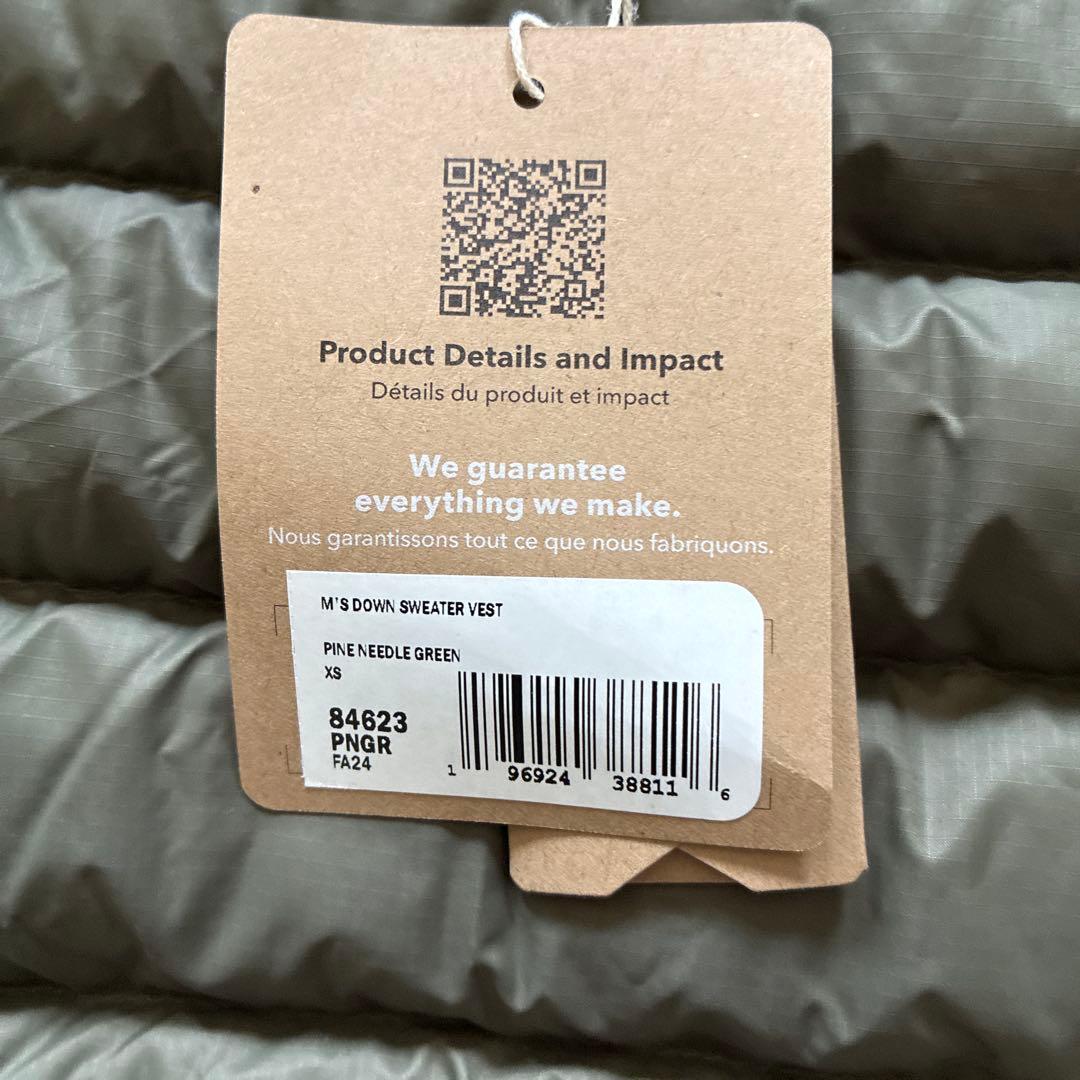 Product Details and Impact
Détails du produit et impact
We guarantee
everything we make.
Nous garantissons tout ce que nous fabriquons.
M'S DOWN SWEATER VEST
PINE NEEDLE GREEN
XS
84623
PNGR
FA24
1 96924 38811 6